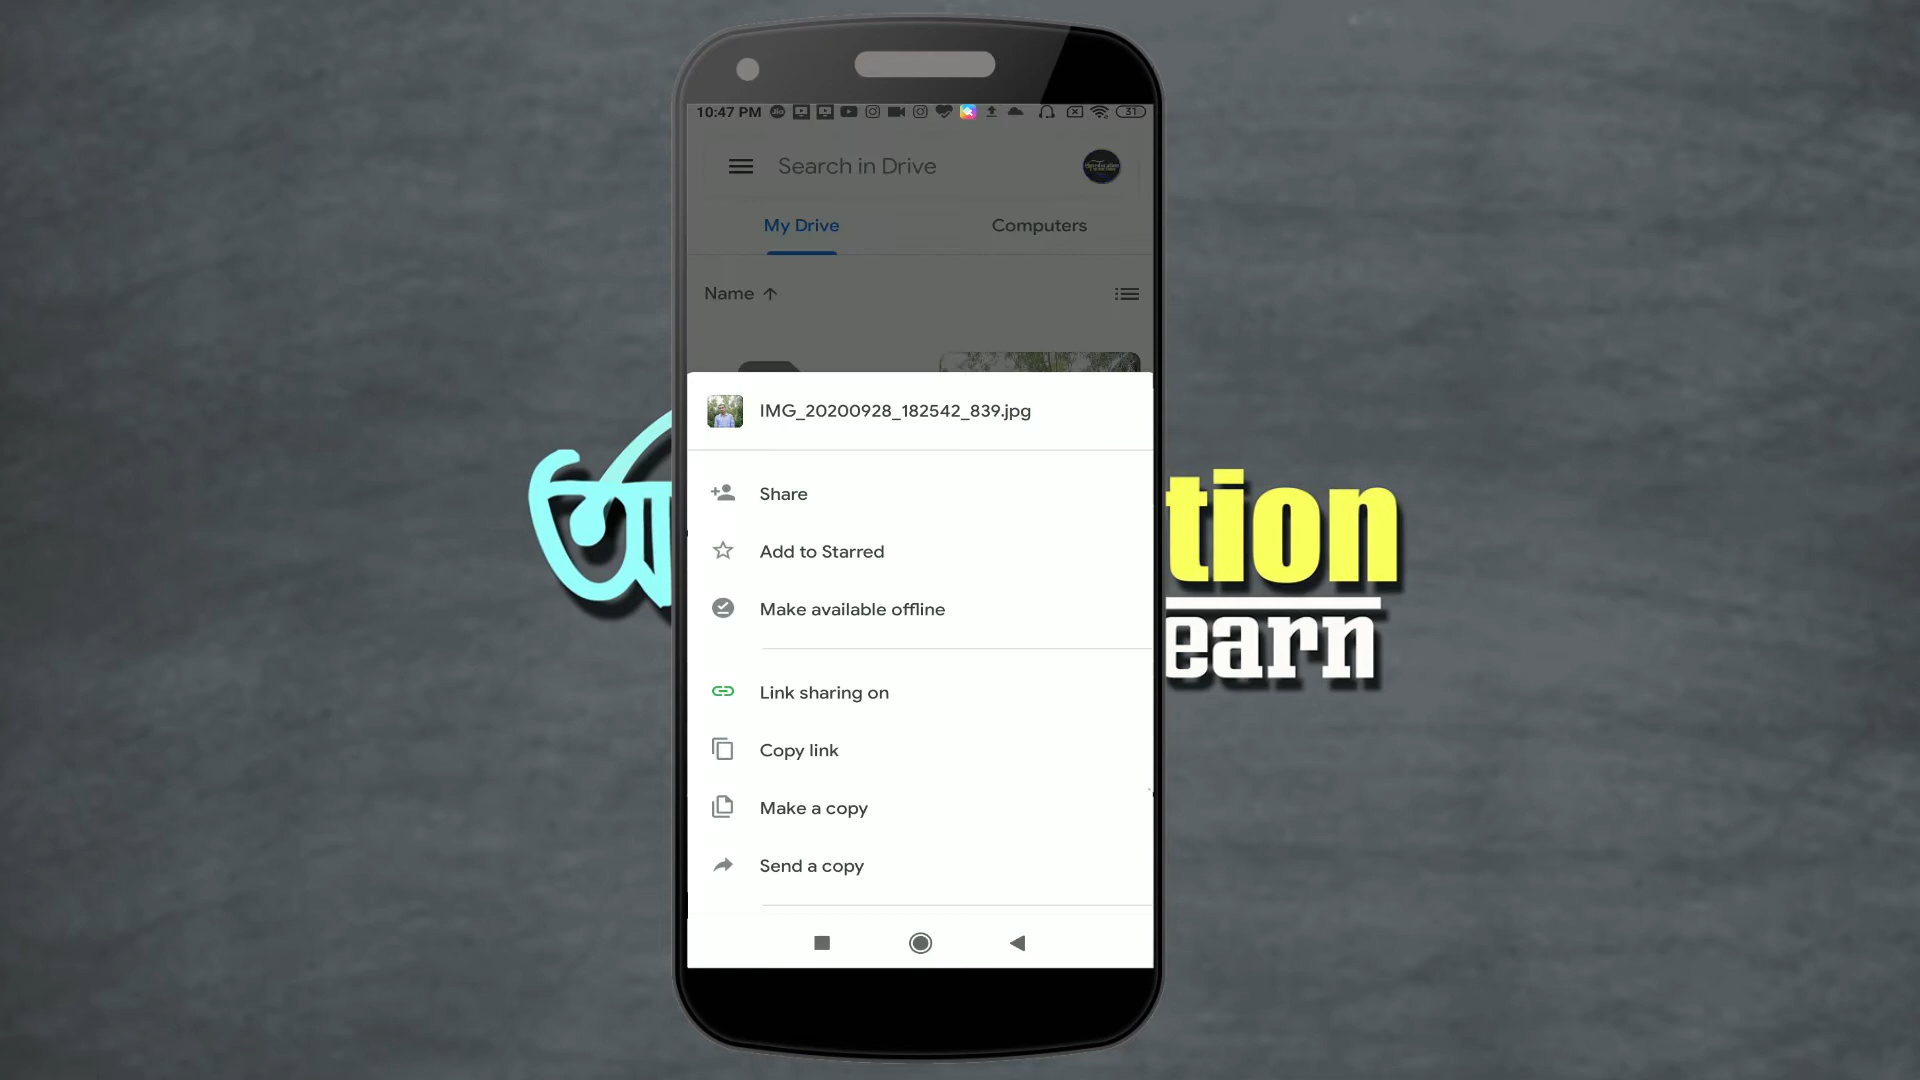 10:47 PM
31
Search in Drive
My Drive
Computers
Name
IMG_20200928_182542_839.jpg
Share
Add to Starred
Make available offline
Link sharing on
Copy link
Make a copy
Send a copy
tion
earn